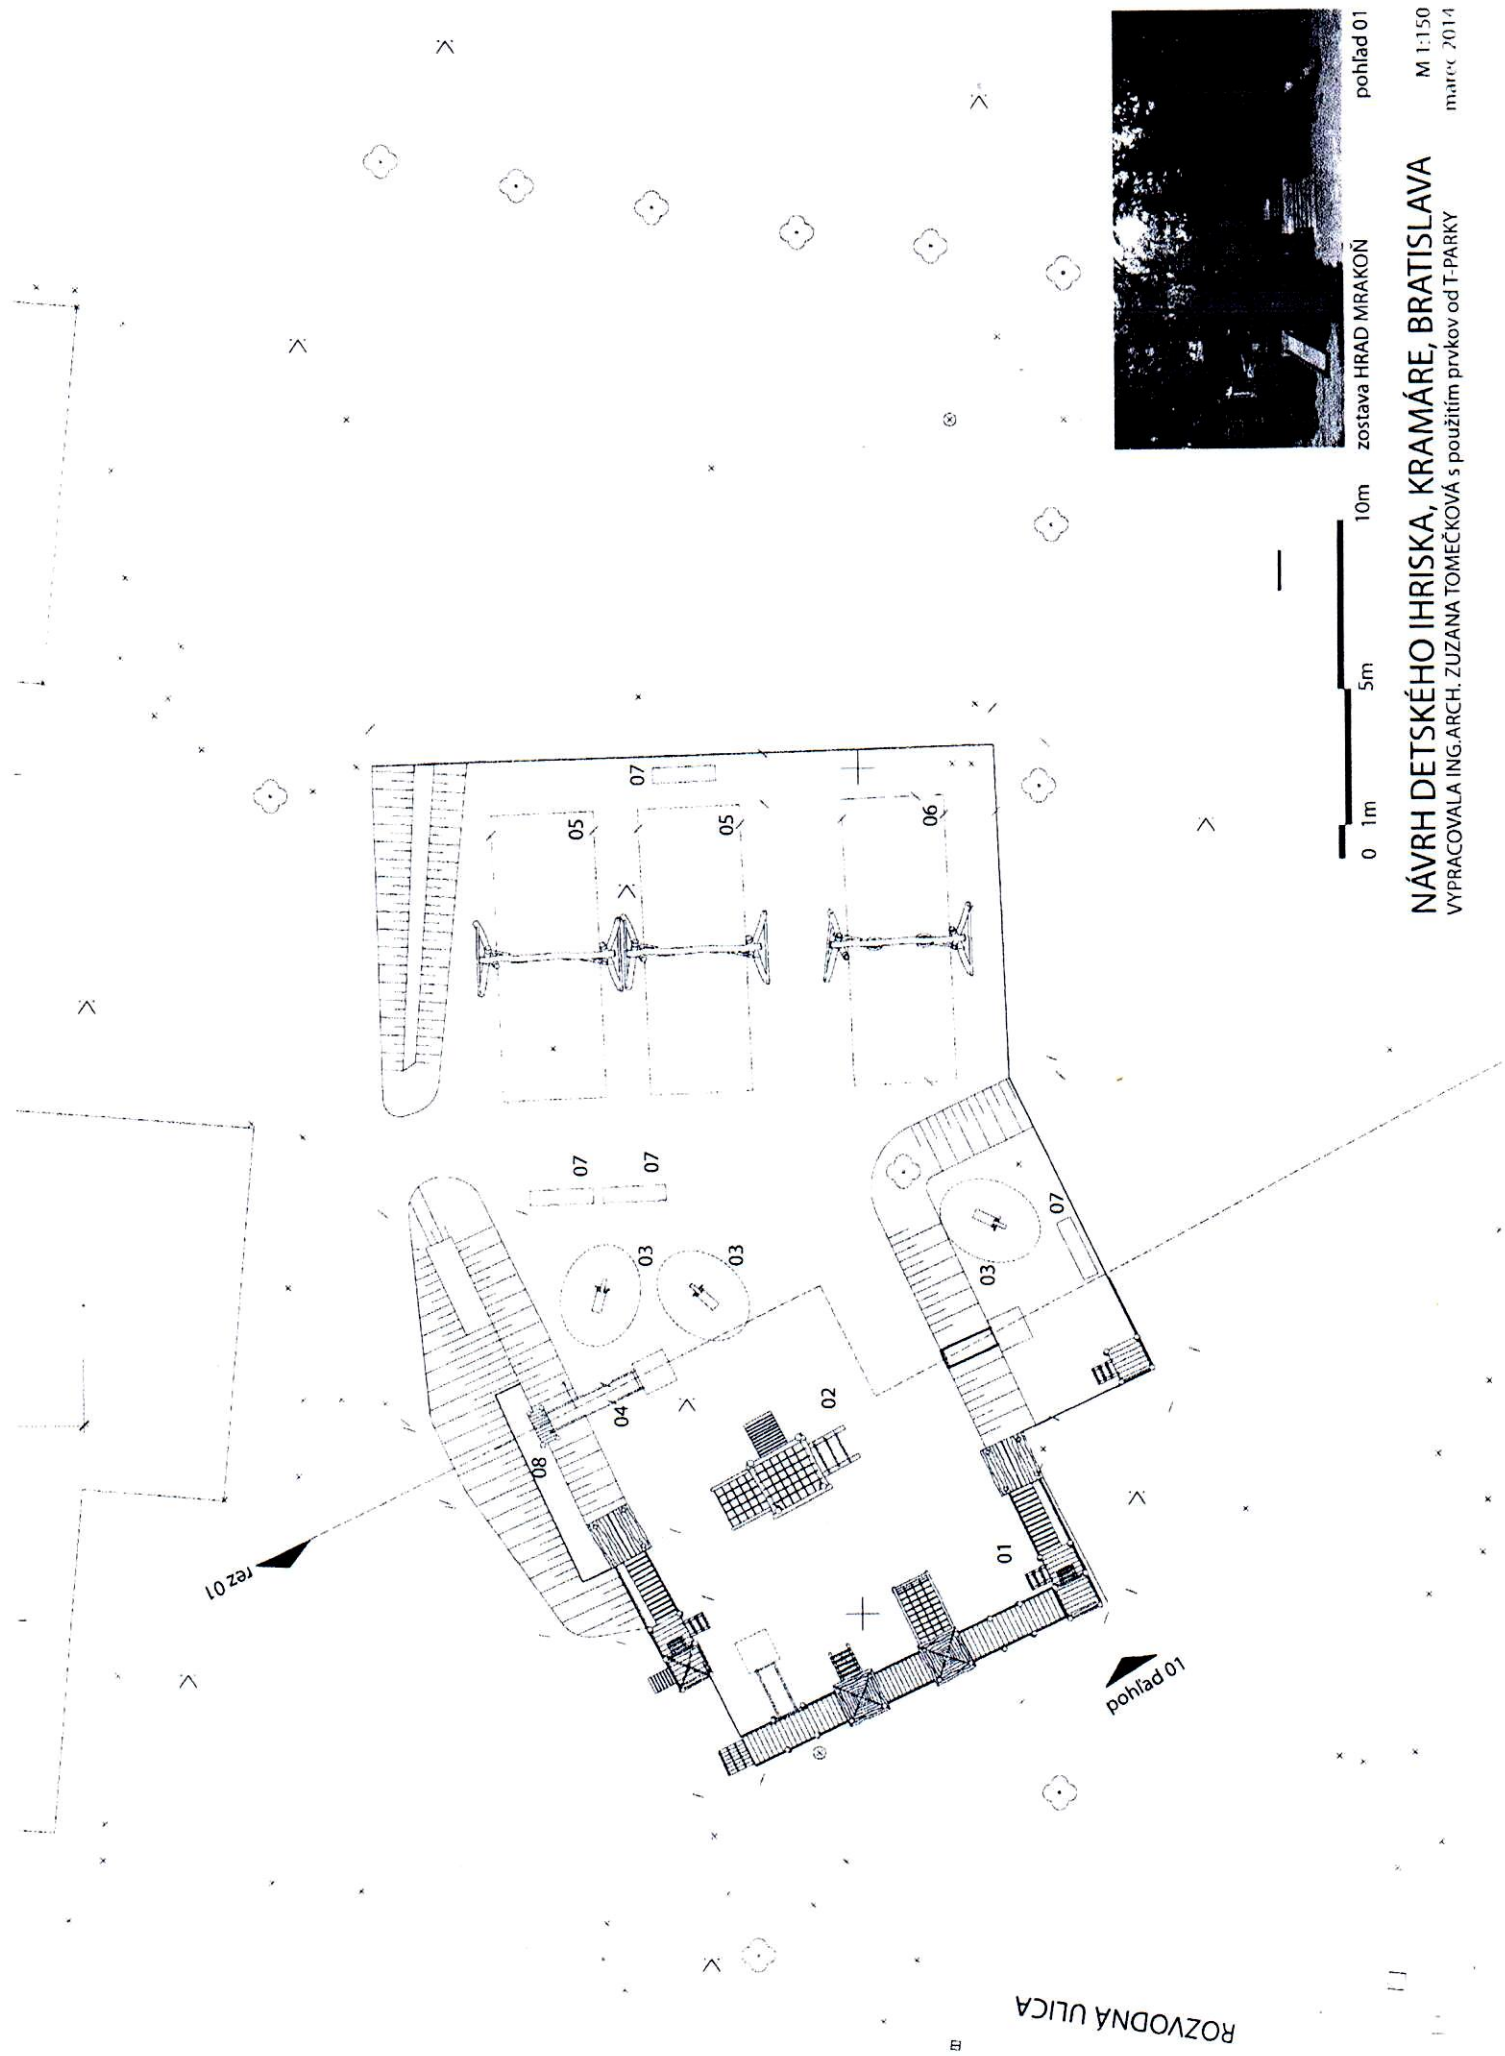 rez 01
08
04
03
03
07
07
05
05
07
06
02
03
07
01
pohľad 01
ROZVODNÁ ULICA
0 1m 5m 10m
zostava HRAD MRAKOŇ pohľad 01
NÁVRH DETSKÉHO IHRISKA, KRAMÁRE, BRATISLAVA M 1:150
VYPRACOVALA ING.ARCH. ZUZANA TOMEČKOVÁ s použitím prvkov od T-PARKY marec 2014